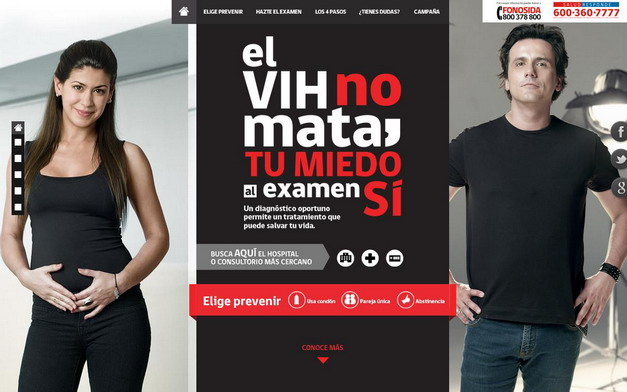 ELIGE PREVENIR
HAZTE EL EXAMEN
LOS 4 PASOS
¿TIENES DUDAS?
CAMPAÑA
FONOSIDA
800 378 800
SALUD RESPONDE
600-360-7777
el
VIH no
mata,
TU MIEDO
al examen
SÍ
Un diagnóstico oportuno
permite un tratamiento que
puede salvar tu vida.
BUSCA AQUÍ EL HOSPITAL
O CONSULTORIO MÁS CERCANO
Elige prevenir
Usa condón
Pareja única
Abstinencia
CONOCE MÁS